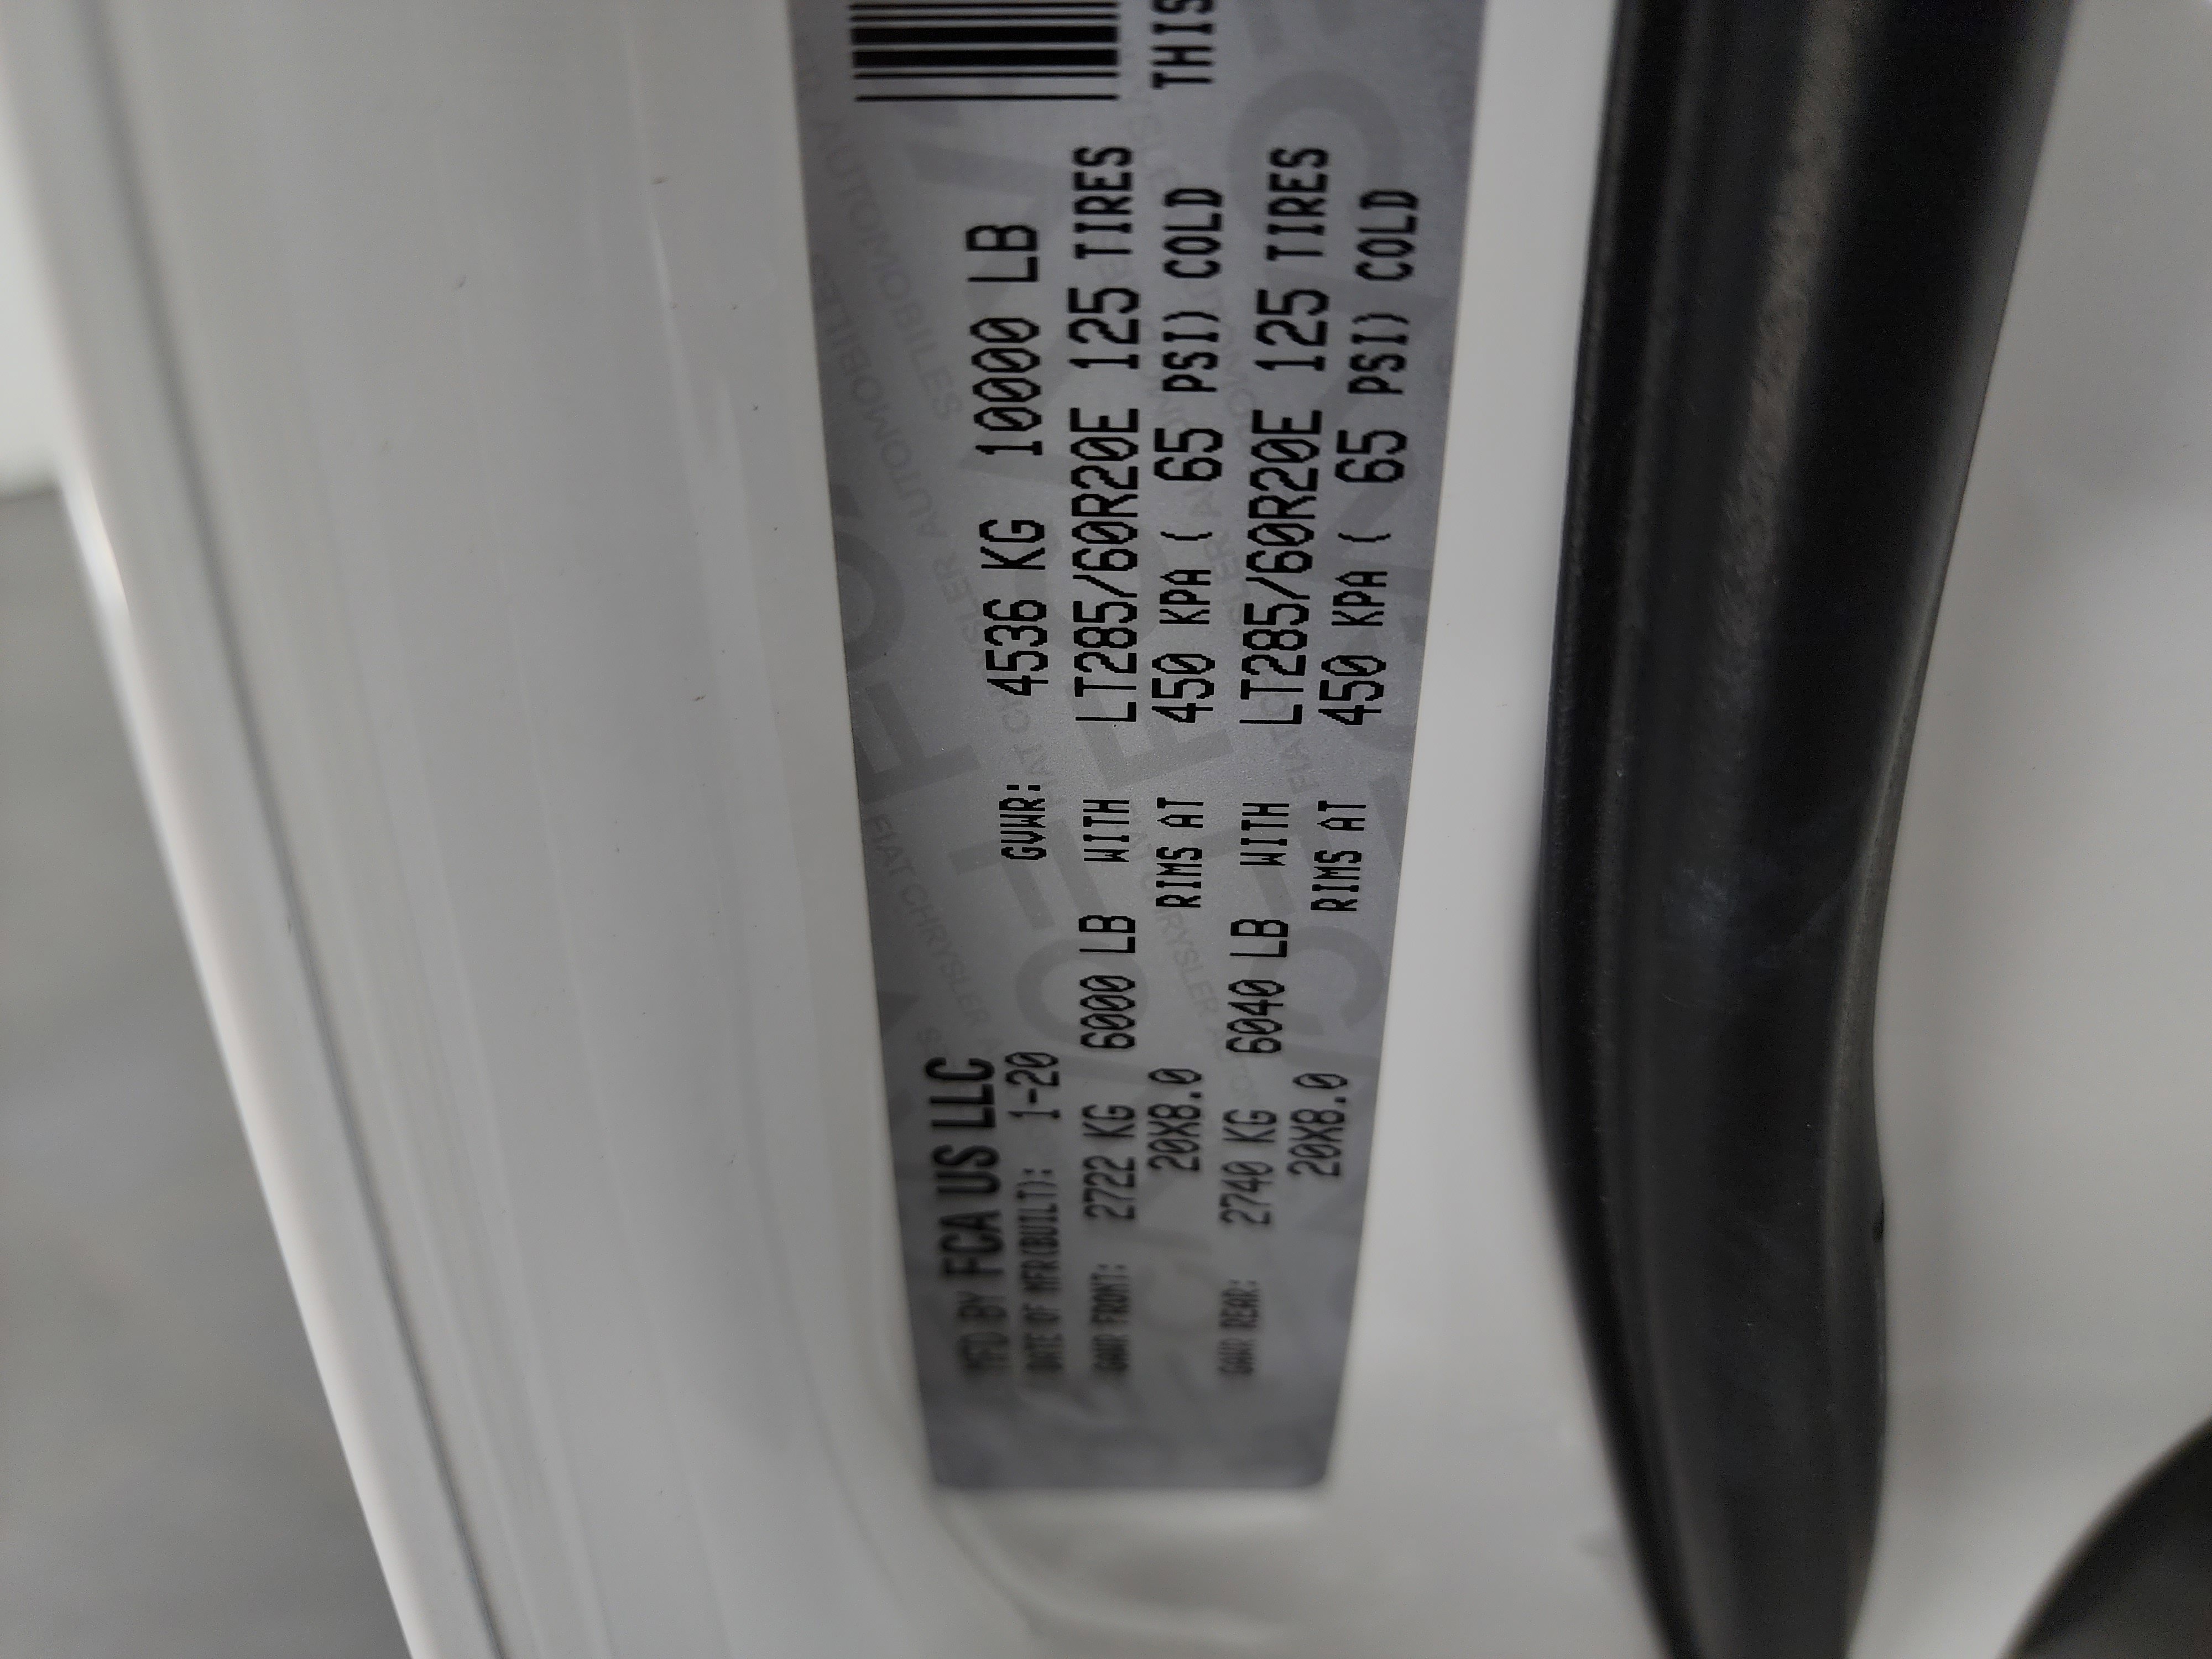 MFD BY FCA US LLC
DATE OF MFR(BUILT): 1-20 GVWR: 4536 KG 10000 LB
GAWR FRONT: 2722 KG 6000 LB WITH LT285/60R20E 125 TIRES
20X8.0 RIMS AT 450 KPA ( 65 PSI) COLD THIS
GAWR REAR: 2740 KG 6040 LB WITH LT285/60R20E 125 TIRES
20X8.0 RIMS AT 450 KPA ( 65 PSI) COLD